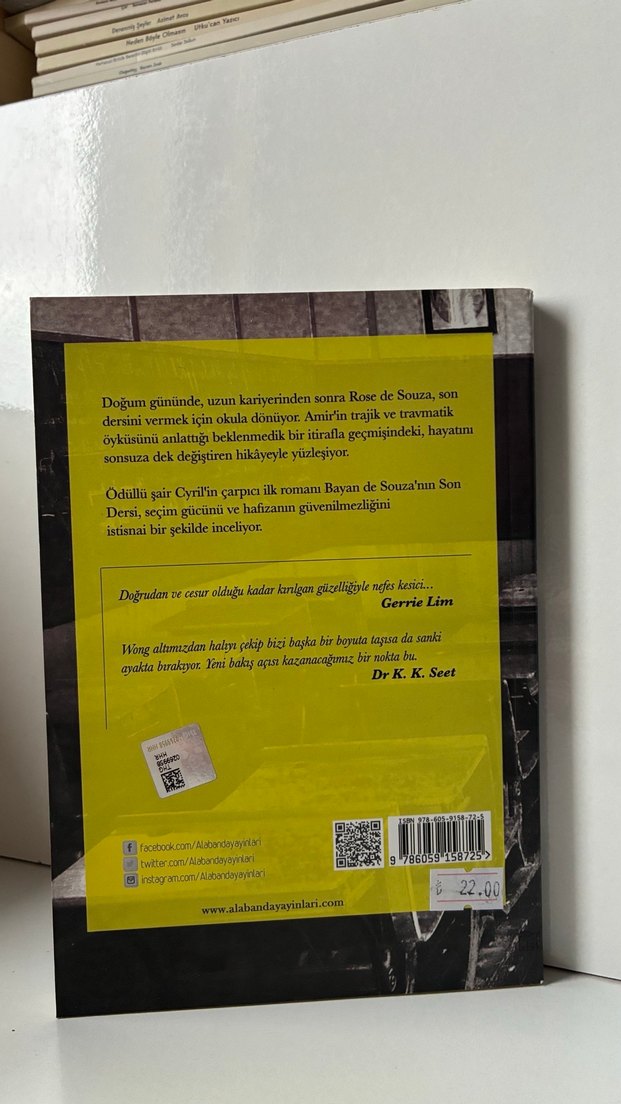 Derenmiş Şeyler Azimet Avcu
Neden Böyle Olmasın Utku'can Yazıcı
Doğum gününde, uzun kariyerinden sonra Rose de Souza, son
dersini vermek için okula dönüyor. Amir'in trajik ve travmatik
öyküsünü anlattığı beklenmedik bir itirafla geçmişindeki, hayatını
sonsuza dek değiştiren hikâyeyle yüzleşiyor.
Ödüllü şair Cyril'in çarpıcı ilk romanı Bayan de Souza'nın Son
Dersi, seçim gücünü ve hafızanın güvenilmezliğini
istisnai bir şekilde inceliyor.
Doğrudan ve cesur olduğu kadar kırılgan güzelliğiyle nefes kesici...
Gerrie Lim
Wong altımızdan halıyı çekip bizi başka bir boyuta taşısa da sanki
ayakta bırakıyor. Yeni bakış açısı kazanacağımız bir nokta bu.
Dr K. K. Seet
THG
HHR
0269958
facebook.com/Alabandayayinlari
twitter.com/Alabandayayinlari
instagram.com/Alabandayayinlari
www.alabandayayinlari.com
ISBN 978-605-9158-72-5
9 786059 158725>
₺ 22.00